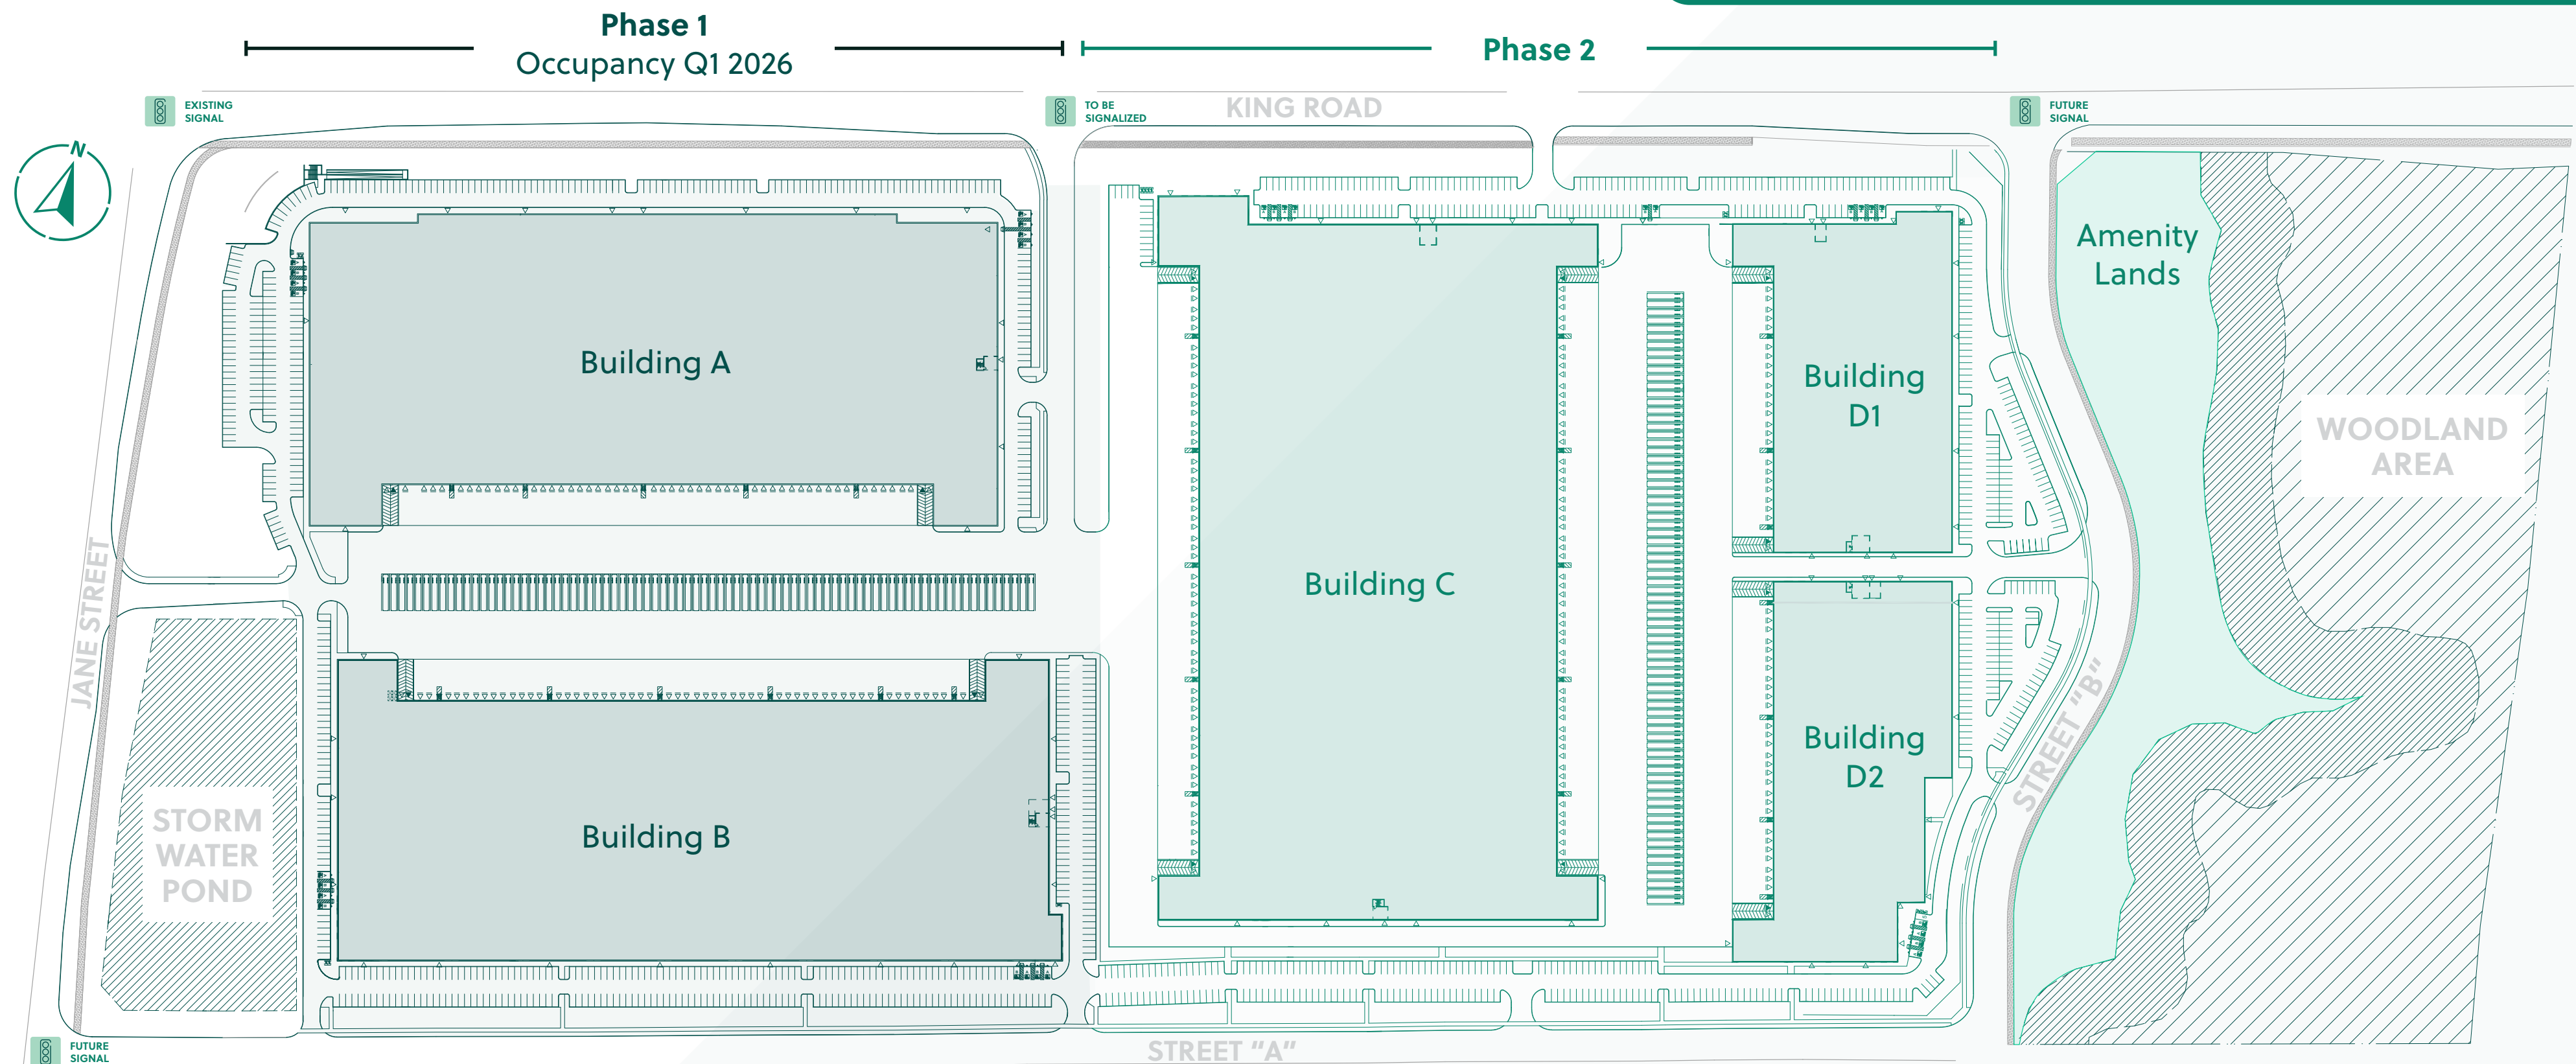 Phase 1
Occupancy Q1 2026
Phase 2
EXISTING
SIGNAL
TO BE
SIGNALIZED
KING ROAD
FUTURE
SIGNAL
N
Amenity
Lands
Building A
Building
D1
WOODLAND
AREA
Building C
JANE STREET
Building
D2
STREET "B"
STORM
WATER
POND
Building B
FUTURE
SIGNAL
STREET "A"